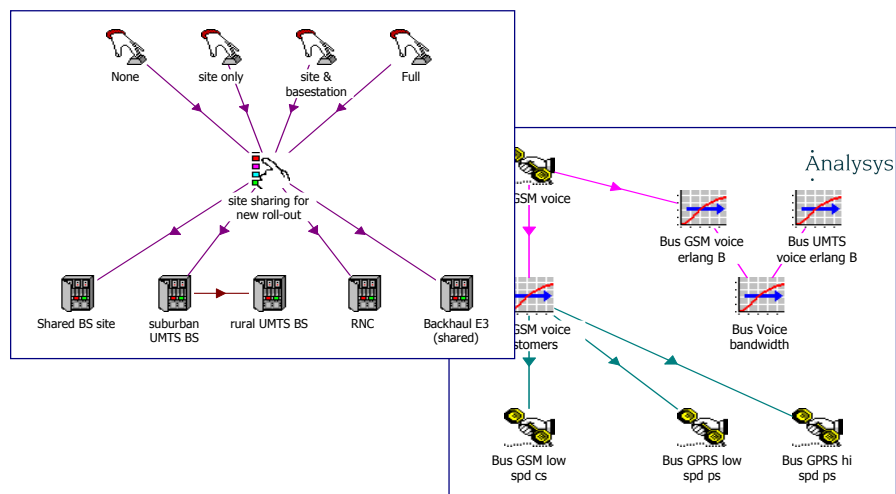 None
site only
site &
basestation
Full
site sharing for
new roll-out
Shared BS site
suburban
UMTS BS
rural UMTS BS
RNC
Backhaul E3
(shared)
Analysys
GSM voice
Bus GSM voice
erlang B
Bus UMTS
voice erlang B
GSM voice
stomers
Bus Voice
bandwidth
Bus GSM low
spd cs
Bus GPRS low
spd ps
Bus GPRS hi
spd ps